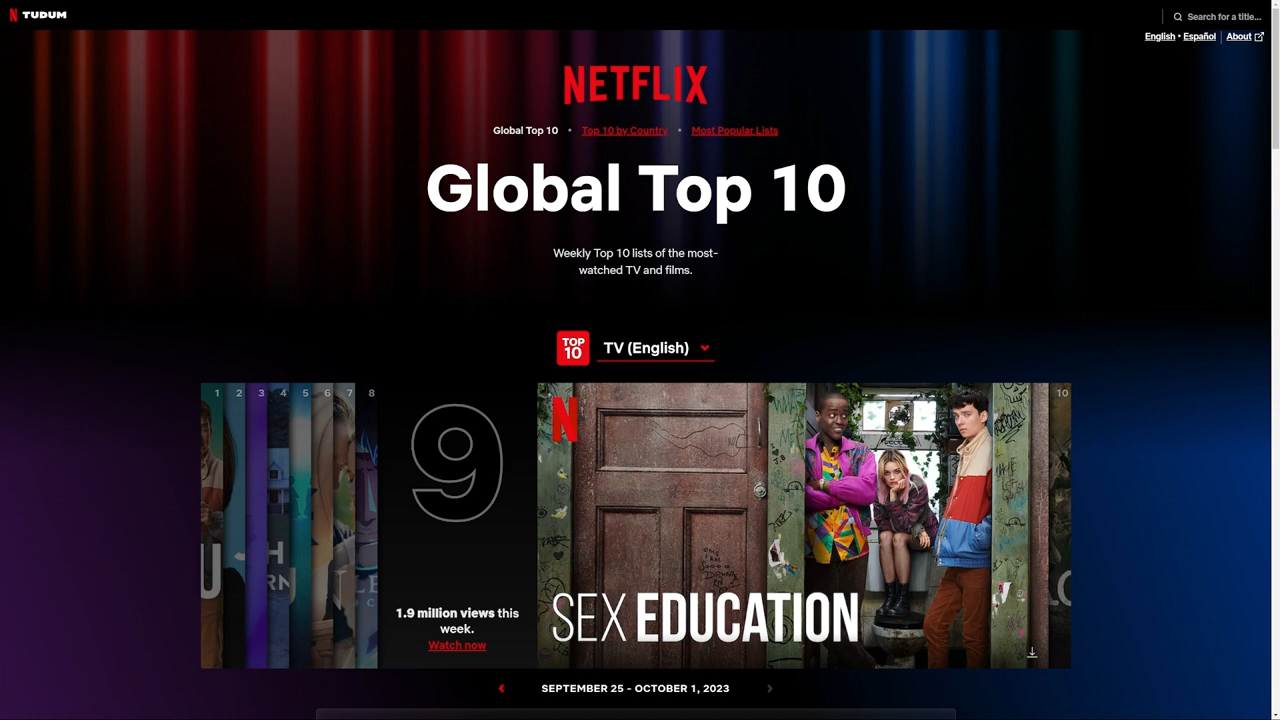 N TUDUM
Search for a title...
English • Español | About
NETFLIX
Global Top 10 • Top 10 by Country • Most Popular Lists
Global Top 10
Weekly Top 10 lists of the most-
watched TV and films.
TOP
10
TV (English)
1 2 3 4 5 6 7 8
9
1.9 million views this
week.
Watch now
N
J.B
SEX EDUCATION
10
SEPTEMBER 25 - OCTOBER 1, 2023